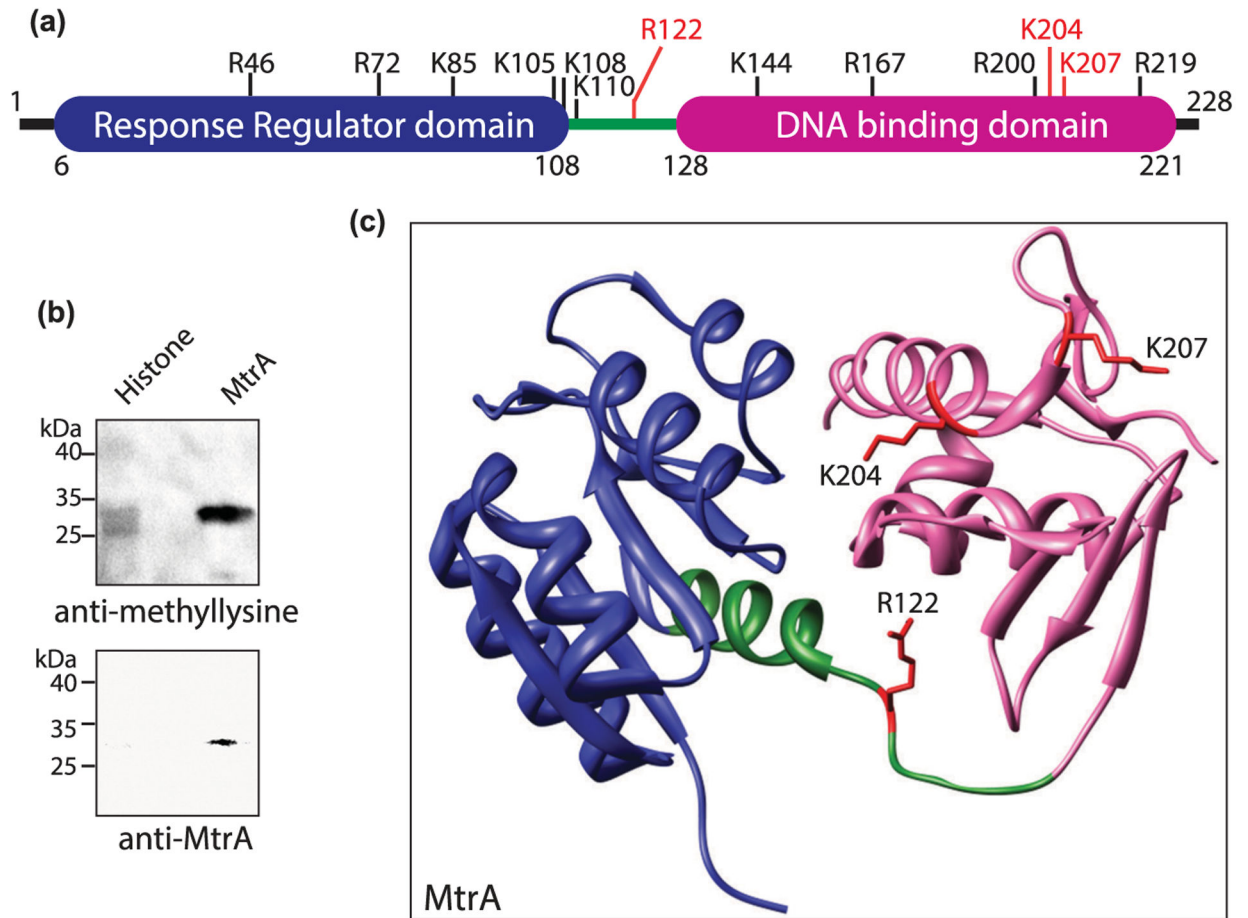 (a)
R122
K204
R46
R72
K85
K105
K108
K110
K144
R167
R200
K207
R219
1
Response Regulator domain
DNA binding domain
228
6
108
128
221
(b)
Histone
MtrA
kDa
40
35
25
anti-methyllysine
kDa
40
35
25
anti-MtrA
(c)
K207
K204
R122
MtrA